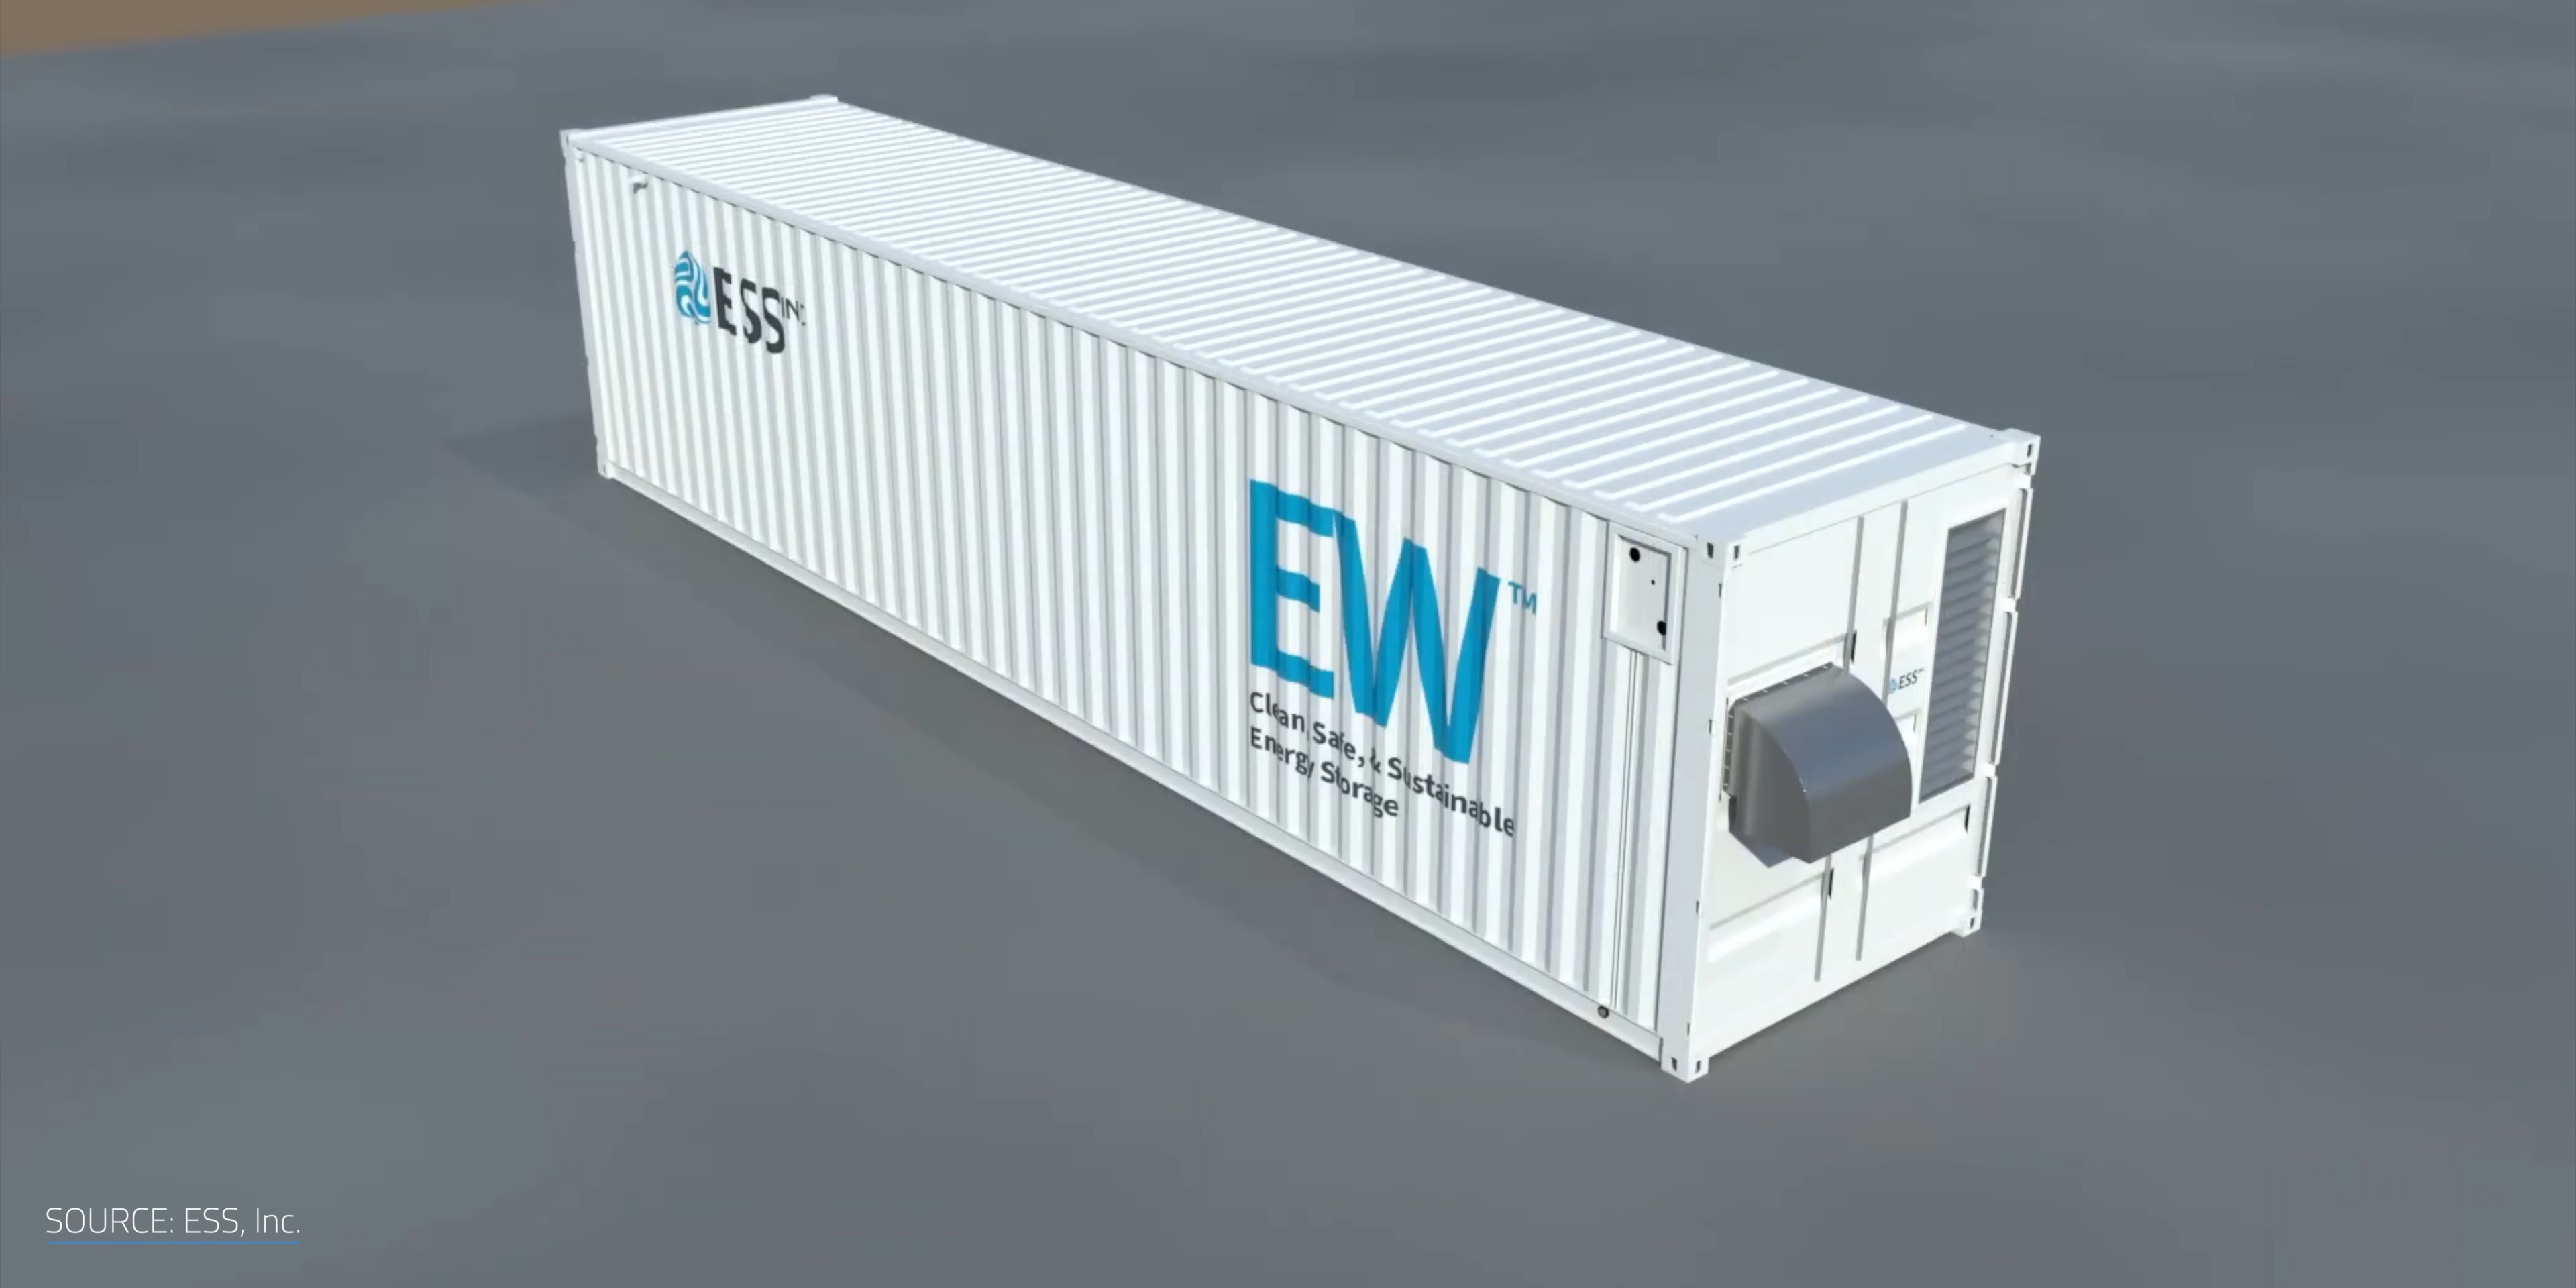 ESS INC
EW™
Clean, Safe, & Sustainable
Energy Storage
ESS
SOURCE: ESS, Inc.